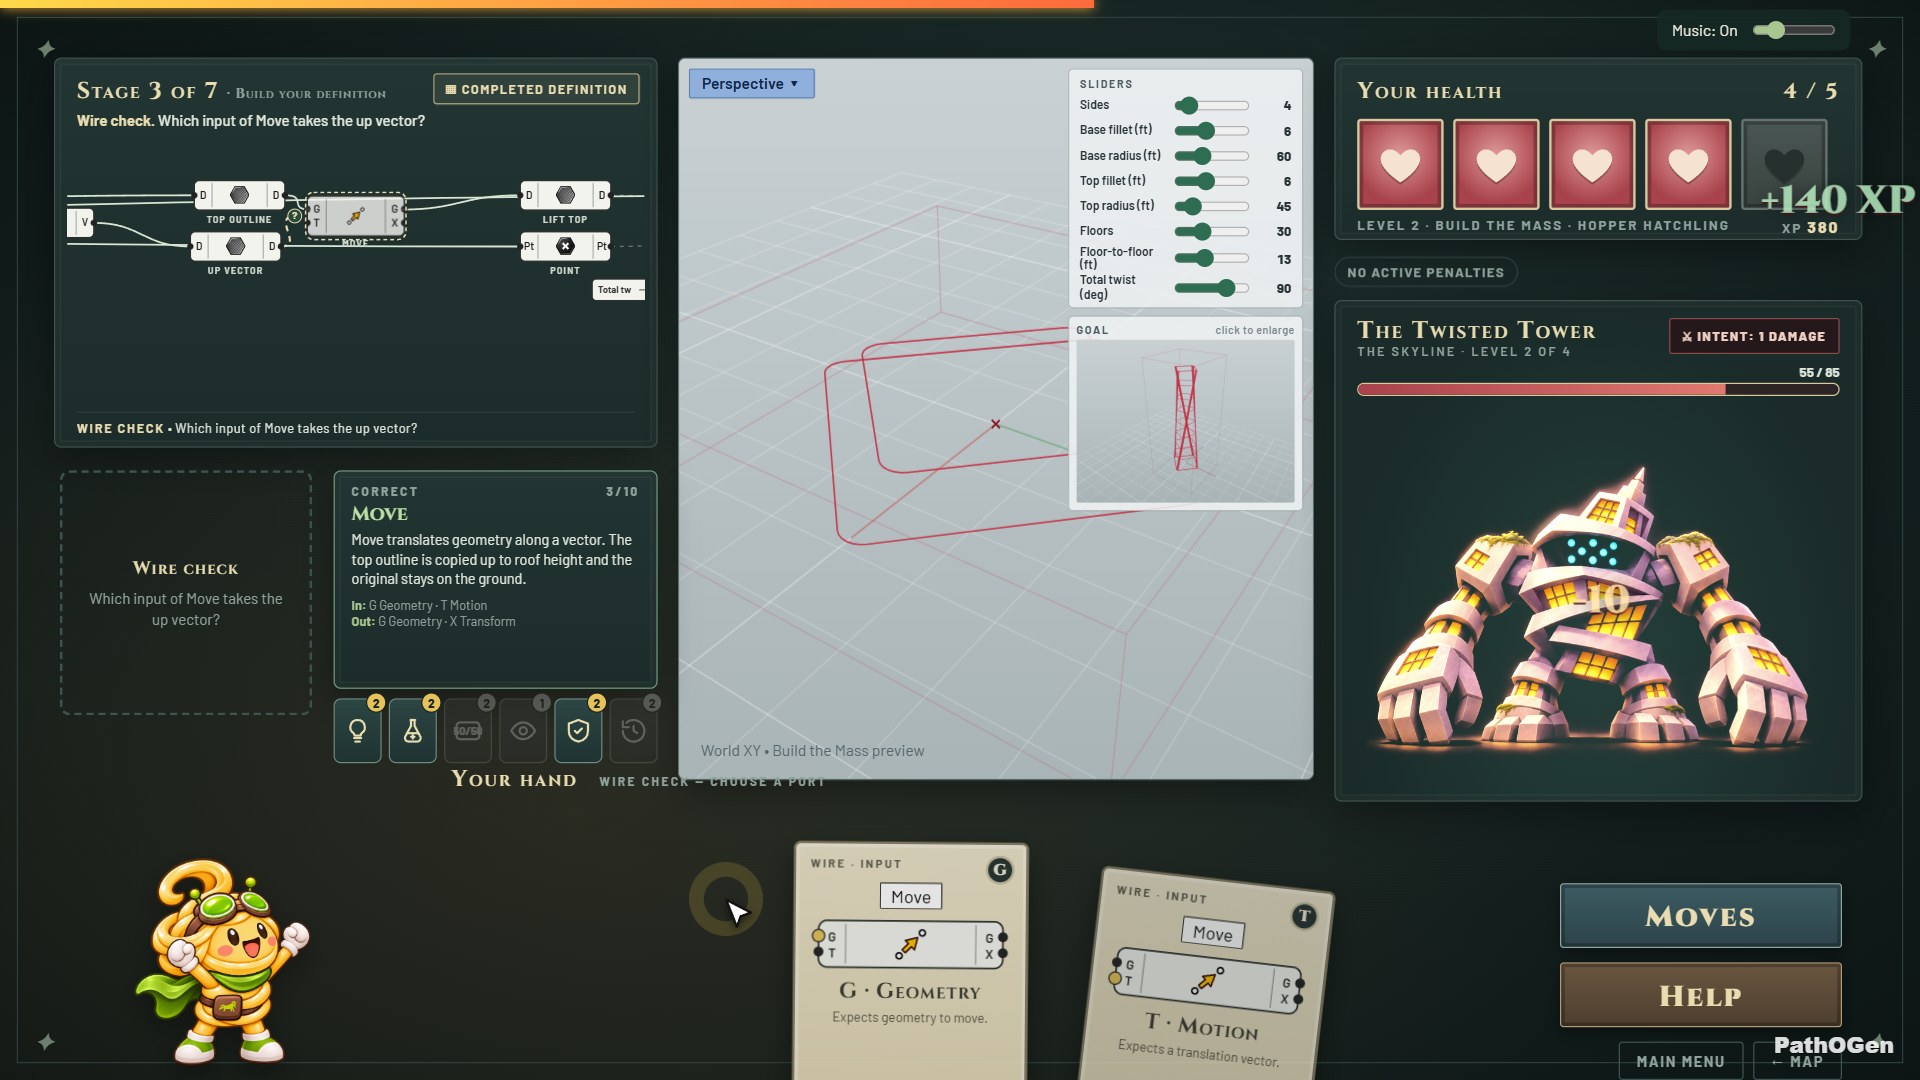 Music: On
Stage 3 of 7 · Build your definition
COMPLETED DEFINITION
Wire check. Which input of Move takes the up vector?
V
D D
TOP OUTLINE
D D
UP VECTOR
?
G G
T X
MOVE
D D
LIFT TOP
Pt Pt
POINT
Total tw
WIRE CHECK • Which input of Move takes the up vector?
Wire check
Which input of Move takes the
up vector?
CORRECT 3/10
Move
Move translates geometry along a vector. The
top outline is copied up to roof height and the
original stays on the ground.
In: G Geometry · T Motion
Out: G Geometry · X Transform
2 2 2 1 2 2
50/50
Your hand WIRE CHECK — CHOOSE A PORT
Perspective ▼
SLIDERS
Sides 4
Base fillet (ft) 6
Base radius (ft) 60
Top fillet (ft) 6
Top radius (ft) 45
Floors 30
Floor-to-floor
(ft) 13
Total twist
(deg) 90
GOAL click to enlarge
World XY • Build the Mass preview
Your health 4 / 5
+140 XP
LEVEL 2 · BUILD THE MASS · HOPPER HATCHLING
XP 380
NO ACTIVE PENALTIES
The Twisted Tower
THE SKYLINE · LEVEL 2 OF 4
INTENT: 1 DAMAGE
55 / 85
-10
WIRE · INPUT G
Move
G G
T X
G · Geometry
Expects geometry to move.
WIRE · INPUT T
Move
G G
T X
T · Motion
Expects a translation vector.
Moves
Help
MAIN MENU
← MAP
PathOGen